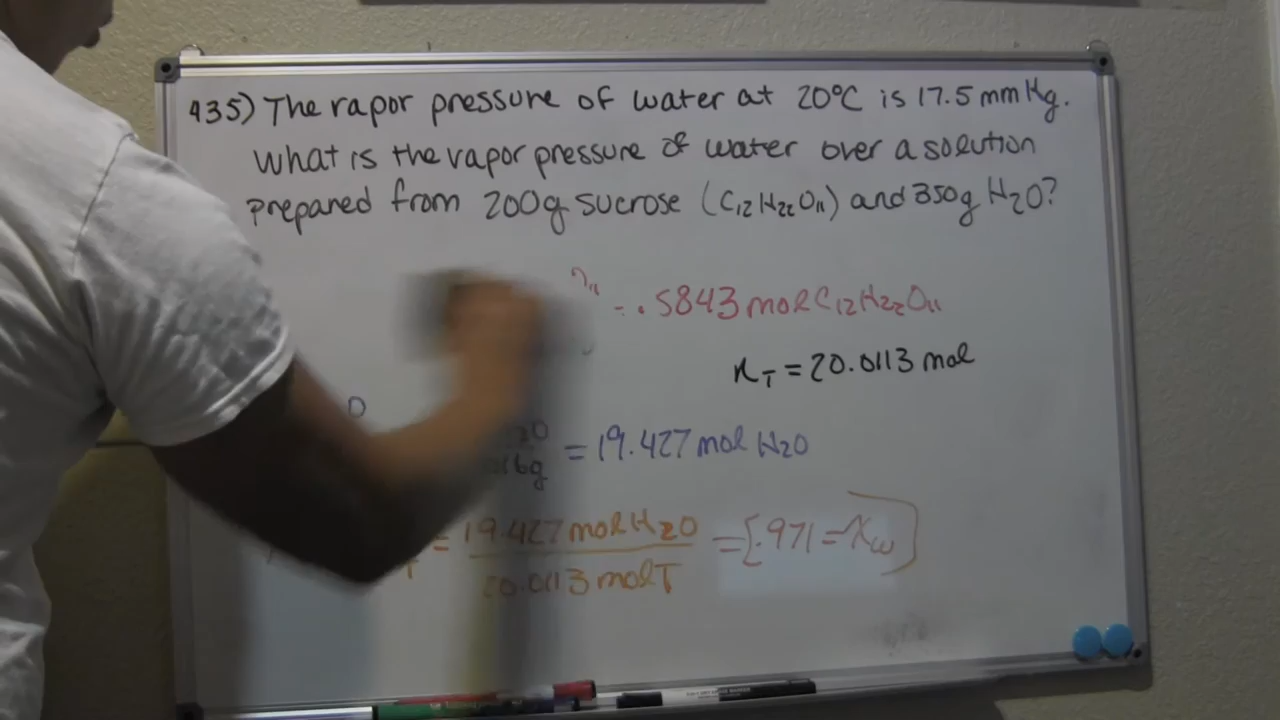 435) The rapor pressure of water at 20°C is 17.5 mmHg.
What is the vapor pressure of water over a solution
prepared from 200g sucrose (C12H22O11) and 350g H2O?
.5843 mol C12H22O11
nT = 20.0113 mol
= 19.427 mol H2O
= 19.427 mol H2O = [.971 = Xw]
20.0113 mol T